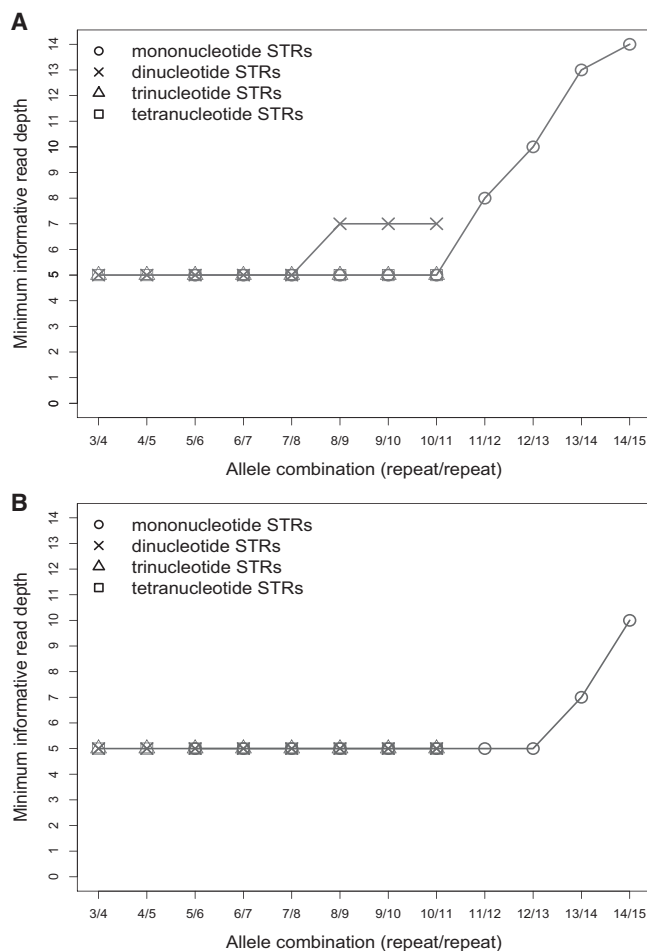 A
mononucleotide STRs
dinucleotide STRs
trinucleotide STRs
tetranucleotide STRs
Minimum informative read depth
14
13
12
11
10
9
8
7
6
5
4
3
2
1
0
3/4 4/5 5/6 6/7 7/8 8/9 9/10 10/11 11/12 12/13 13/14 14/15
Allele combination (repeat/repeat)
B
mononucleotide STRs
dinucleotide STRs
trinucleotide STRs
tetranucleotide STRs
Minimum informative read depth
14
13
12
11
10
9
8
7
6
5
4
3
2
1
0
3/4 4/5 5/6 6/7 7/8 8/9 9/10 10/11 11/12 12/13 13/14 14/15
Allele combination (repeat/repeat)